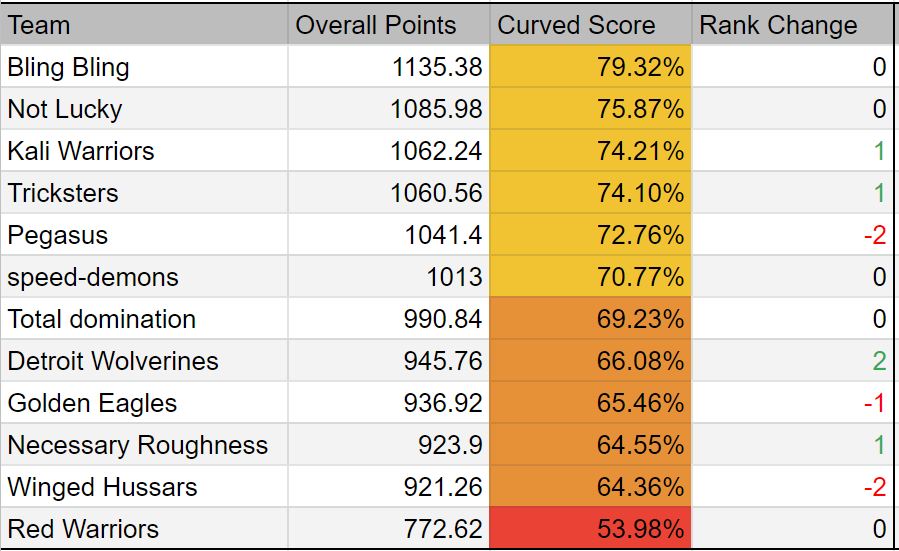 Team Overall Points Curved Score Rank Change
Bling Bling 1135.38 79.32% 0
Not Lucky 1085.98 75.87% 0
Kali Warriors 1062.24 74.21% 1
Tricksters 1060.56 74.10% 1
Pegasus 1041.4 72.76% -2
speed-demons 1013 70.77% 0
Total domination 990.84 69.23% 0
Detroit Wolverines 945.76 66.08% 2
Golden Eagles 936.92 65.46% -1
Necessary Roughness 923.9 64.55% 1
Winged Hussars 921.26 64.36% -2
Red Warriors 772.62 53.98% 0